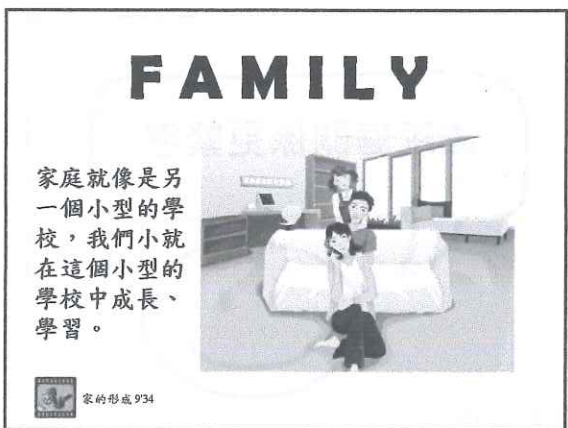 FAMILY
家庭就像是另
一個小型的學
校，我們小就
在這個小型的
學校中成長、
學習。
家的形成 9'34